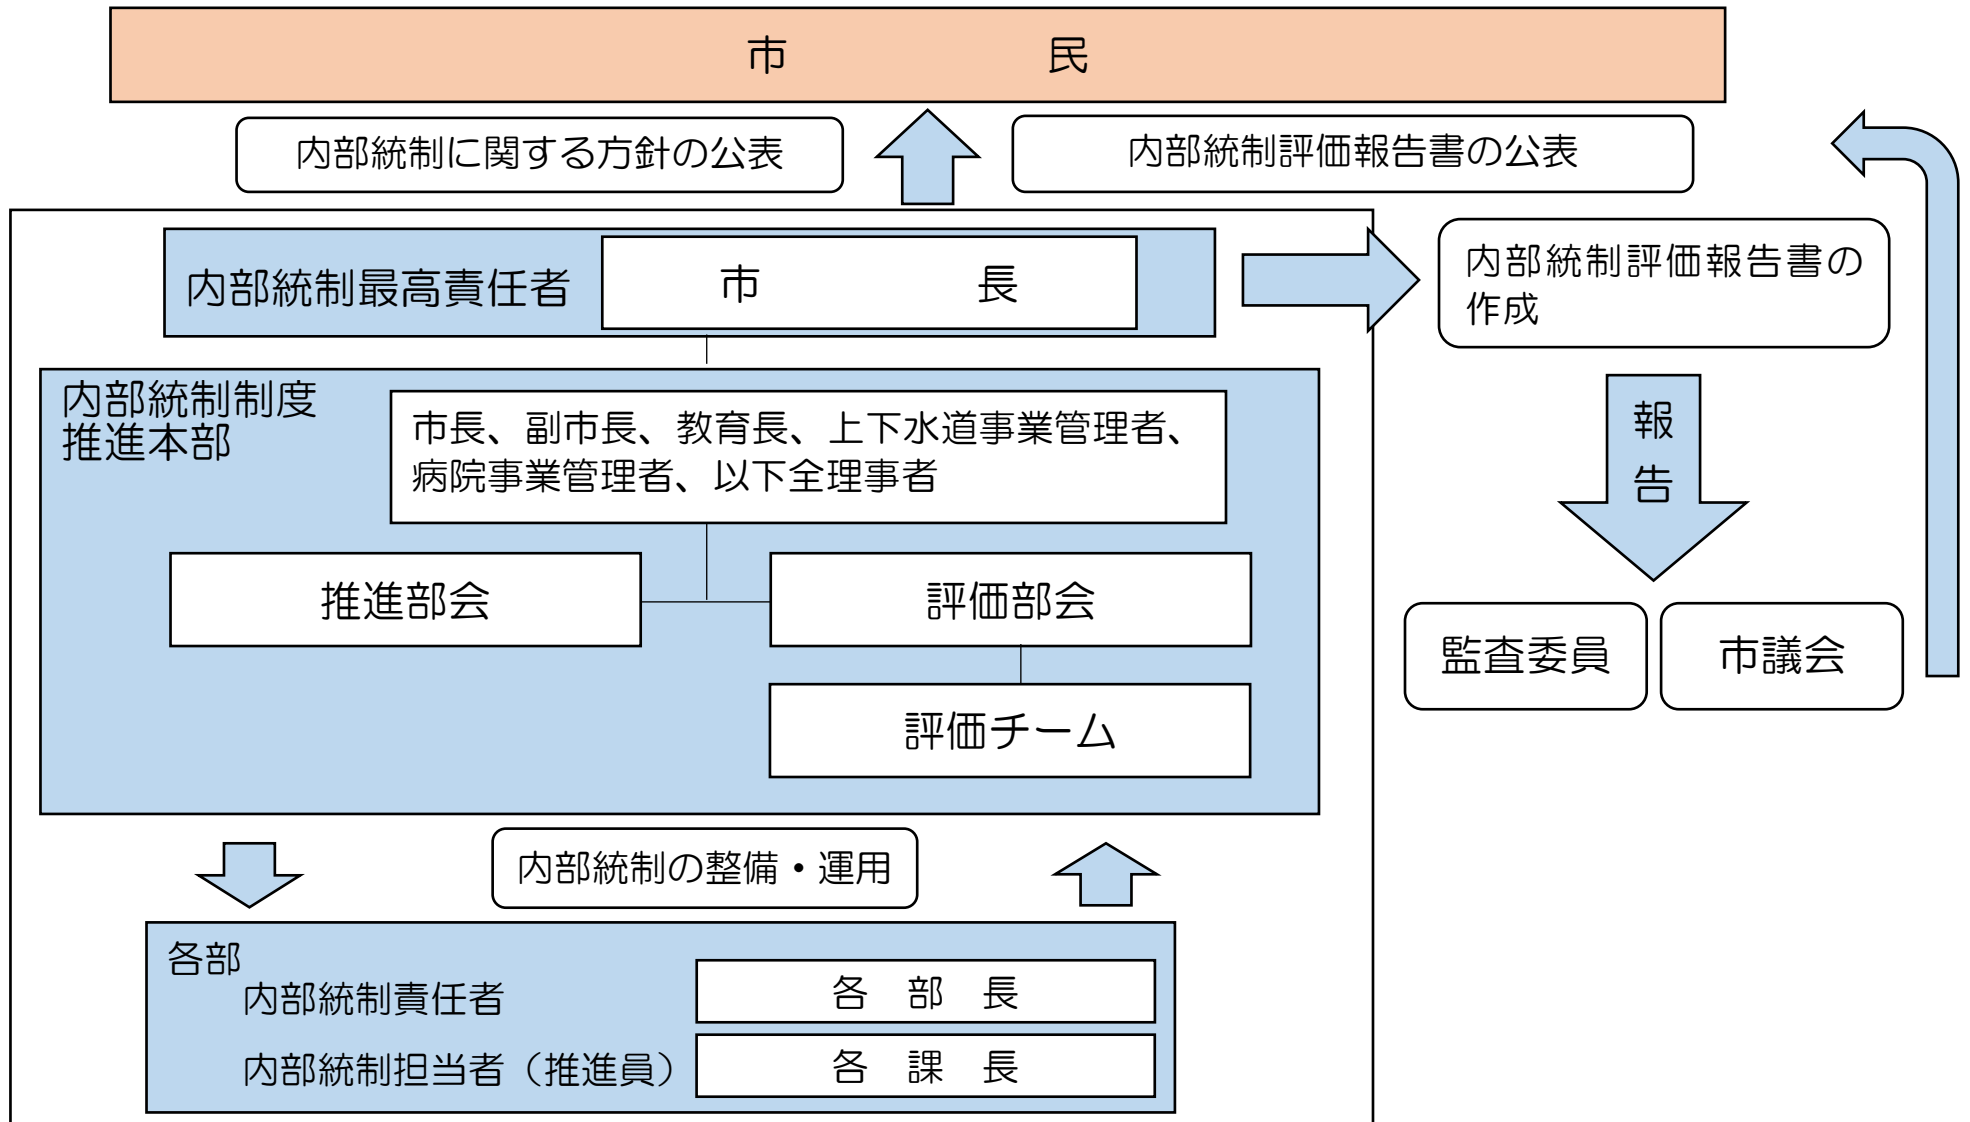 市　民
内部統制に関する方針の公表
内部統制評価報告書の公表
内部統制最高責任者
市　長
内部統制評価報告書の
作成
内部統制制度
推進本部
市長、副市長、教育長、上下水道事業管理者、
病院事業管理者、以下全理事者
報
告
推進部会
評価部会
監査委員
市議会
評価チーム
内部統制の整備・運用
各部
内部統制責任者
各　部　長
内部統制担当者（推進員）
各　課　長